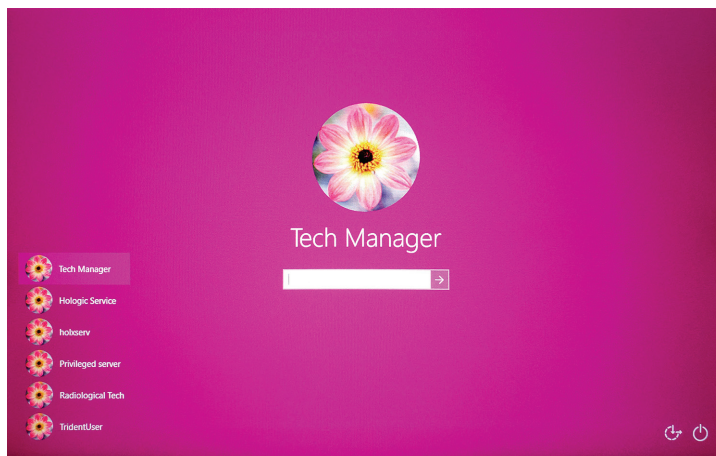 Tech Manager
Tech Manager
Hologic Service
holxserv
Privileged server
Radiological Tech
TridentUser